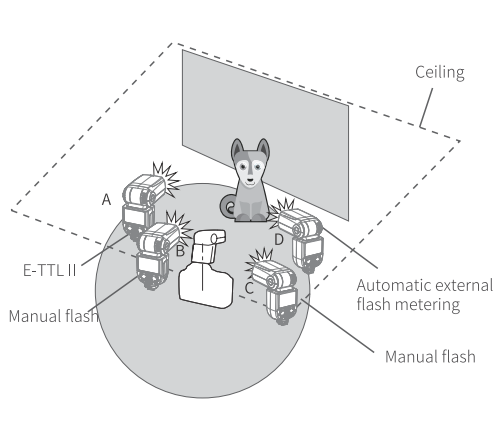 Ceiling
A
B
D
C
E-TTL II
Manual flash
Automatic external
flash metering
Manual flash